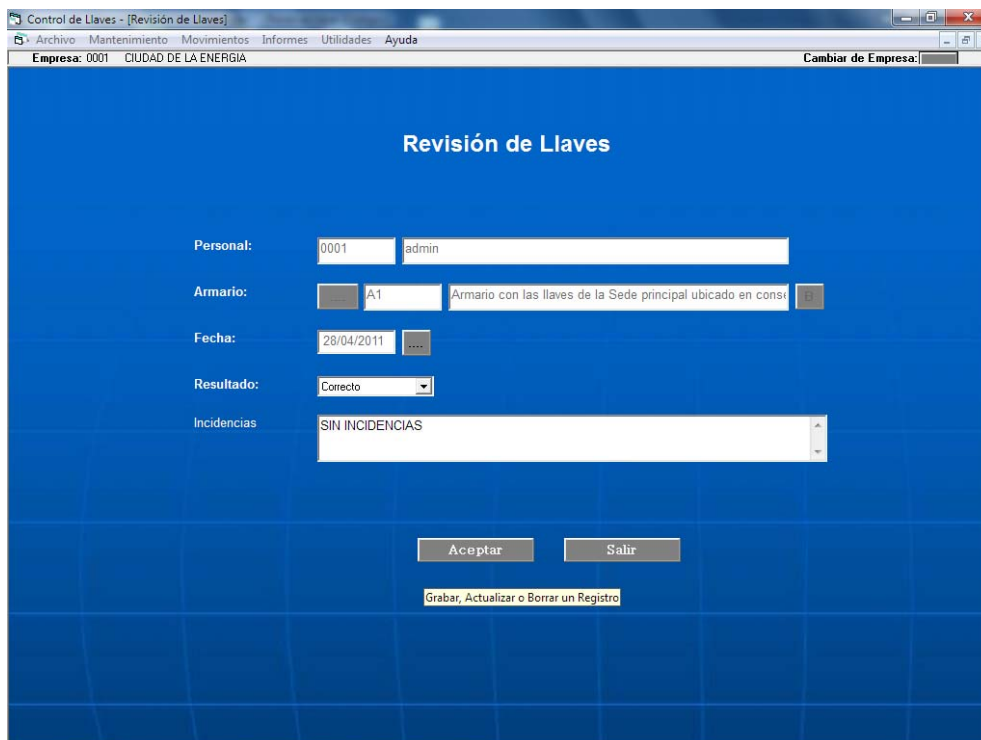 Control de Llaves - [Revisión de Llaves]
Archivo Mantenimiento Movimientos Informes Utilidades Ayuda
Empresa: 0001 CIUDAD DE LA ENERGIA Cambiar de Empresa:
Revisión de Llaves
Personal: 0001 admin
Armario: .... A1 Armario con las llaves de la Sede principal ubicado en conse B
Fecha: 28/04/2011 ....
Resultado: Correcto
Incidencias SIN INCIDENCIAS
Aceptar Salir
Grabar, Actualizar o Borrar un Registro